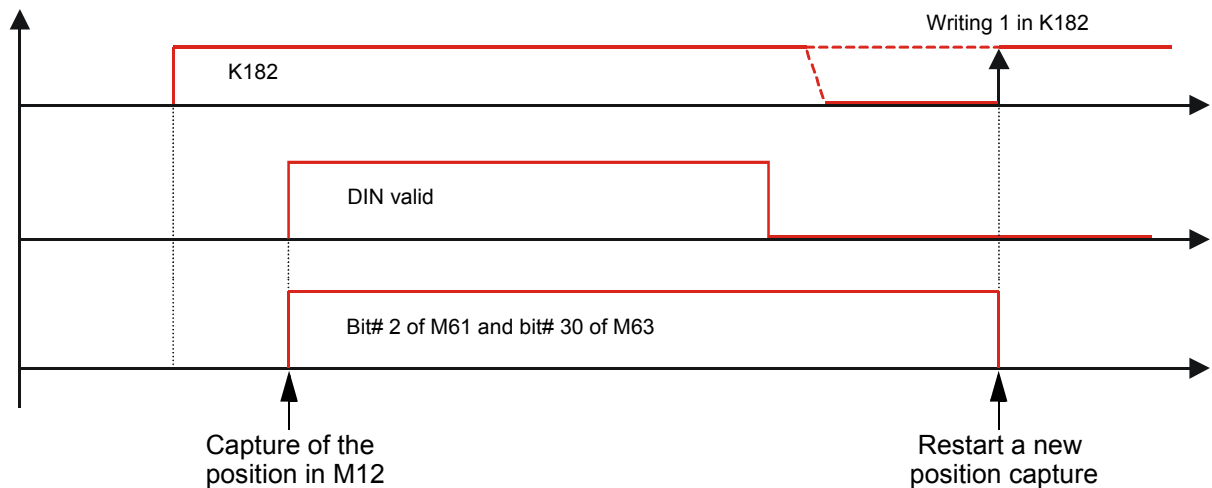 Writing 1 in K182
K182
DIN valid
Bit# 2 of M61 and bit# 30 of M63
Capture of the
position in M12
Restart a new
position capture